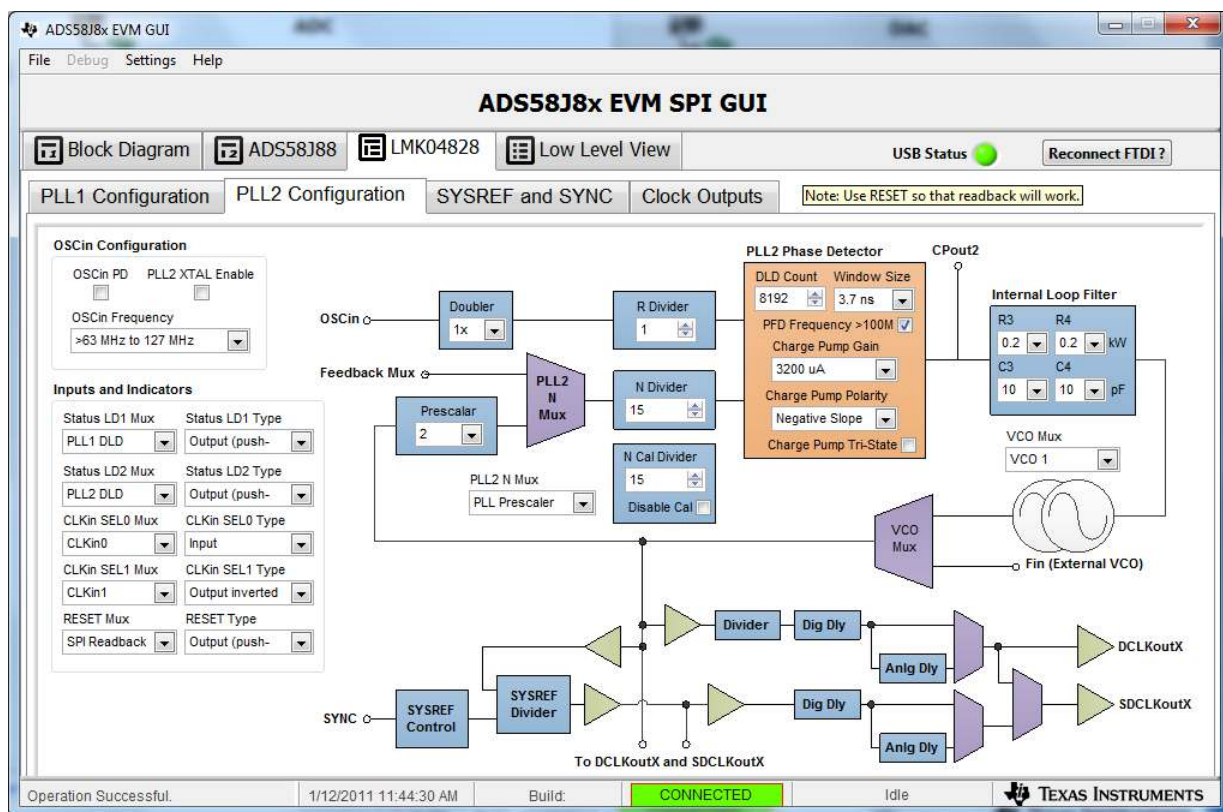 ADS58J8x EVM GUI
File Debug Settings Help
ADS58J8x EVM SPI GUI
Block Diagram ADS58J88 LMK04828 Low Level View USB Status Reconnect FTDI?
PLL1 Configuration PLL2 Configuration SYSREF and SYNC Clock Outputs Note: Use RESET so that readback will work.
OSCin Configuration
OSCin PD PLL2 XTAL Enable
OSCin Frequency
>63 MHz to 127 MHz
Inputs and Indicators
Status LD1 Mux Status LD1 Type
PLL1 DLD Output (push-
Status LD2 Mux Status LD2 Type
PLL2 DLD Output (push-
CLKin SEL0 Mux CLKin SEL0 Type
CLKin0 Input
CLKin SEL1 Mux CLKin SEL1 Type
CLKin1 Output inverted
RESET Mux RESET Type
SPI Readback Output (push-
OSCin
Doubler
1x
R Divider
1
Feedback Mux
Prescalar
2
PLL2
N
Mux
PLL2 N Mux
PLL Prescaler
N Divider
15
N Cal Divider
15
Disable Cal
PLL2 Phase Detector
DLD Count Window Size
8192 3.7 ns
PFD Frequency >100M
Charge Pump Gain
3200 uA
Charge Pump Polarity
Negative Slope
Charge Pump Tri-State
CPout2
Internal Loop Filter
R3 R4
0.2 0.2 kW
C3 C4
10 10 pF
VCO Mux
VCO 1
VCO
Mux
Fin (External VCO)
Divider Dig Dly
Anlg Dly
DCLKoutX
SYNC
SYSREF
Control
SYSREF
Divider
Dig Dly
Anlg Dly
SDCLKoutX
To DCLKoutX and SDCLKoutX
Operation Successful. 1/12/2011 11:44:30 AM Build: CONNECTED Idle TEXAS INSTRUMENTS